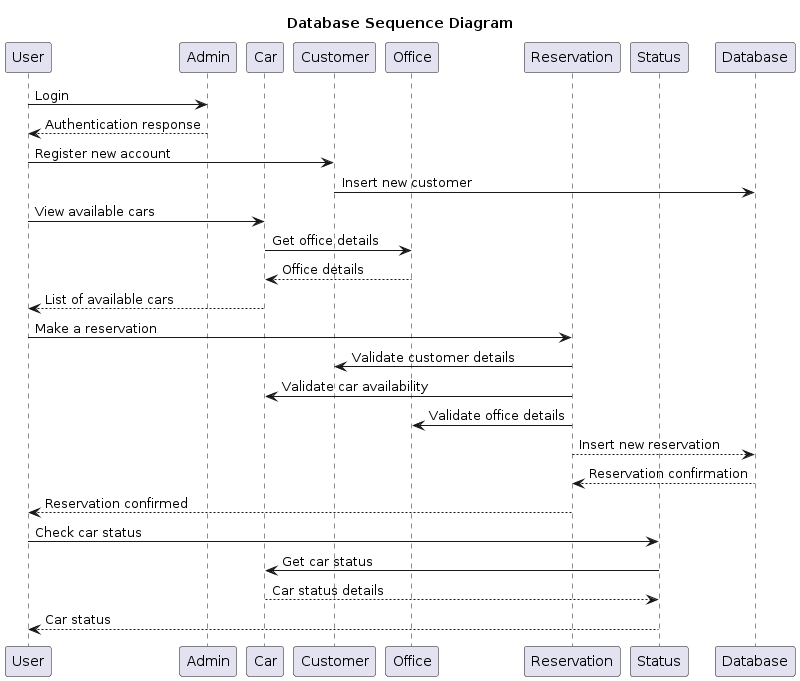 Database Sequence Diagram
User Admin Car Customer Office Reservation Status Database
Login
Authentication response
Register new account
Insert new customer
View available cars
Get office details
Office details
List of available cars
Make a reservation
Validate customer details
Validate car availability
Validate office details
Insert new reservation
Reservation confirmation
Reservation confirmed
Check car status
Get car status
Car status details
Car status
User Admin Car Customer Office Reservation Status Database